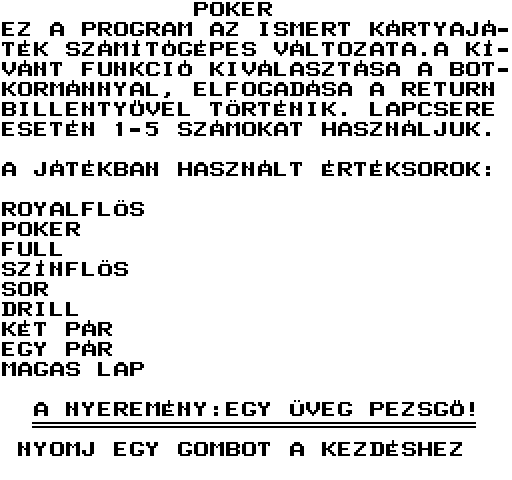 POKER
EZ A PROGRAM AZ ISMERT KÁRTYAJÁ-
TÉK SZÁMÍTÓGÉPES VÁLTOZATA.A KÍ-
VÁNT FUNKCIÓ KIVÁLASZTÁSA A BOT-
KORMÁNNYAL, ELFOGADÁSA A RETURN
BILLENTYŰVEL TÖRTÉNIK. LAPCSERE
ESETÉN 1-5 SZÁMOKAT HASZNÁLJUK.
A JÁTÉKBAN HASZNÁLT ÉRTÉKSOROK:
ROYALFLÖS
POKER
FULL
SZÍNFLÖS
SOR
DRILL
KÉT PÁR
EGY PÁR
MAGAS LAP
A NYEREMÉNY:EGY ÜVEG PEZSGŐ!
NYOMJ EGY GOMBOT A KEZDÉSHEZ